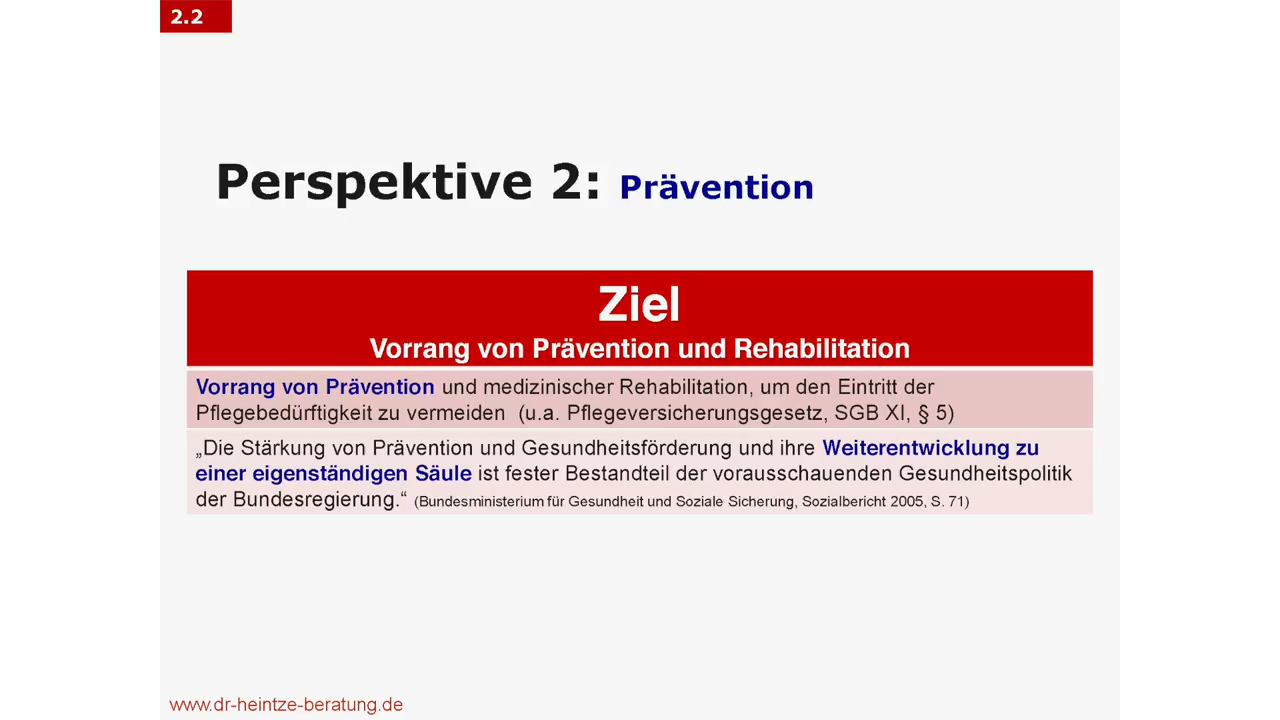 2.2
Perspektive 2: Prävention
Ziel
Vorrang von Prävention und Rehabilitation
Vorrang von Prävention und medizinischer Rehabilitation, um den Eintritt der
Pflegebedürftigkeit zu vermeiden (u.a. Pflegeversicherungsgesetz, SGB XI, § 5)
„Die Stärkung von Prävention und Gesundheitsförderung und ihre Weiterentwicklung zu
einer eigenständigen Säule ist fester Bestandteil der vorausschauenden Gesundheitspolitik
der Bundesregierung.“ (Bundesministerium für Gesundheit und Soziale Sicherung, Sozialbericht 2005, S. 71)
www.dr-heintze-beratung.de